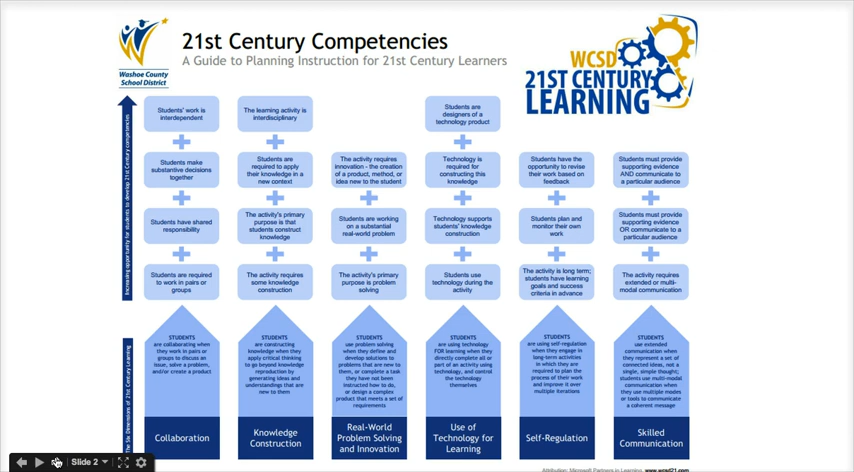 21st Century Competencies
A Guide to Planning Instruction for 21st Century Learners
Washoe County
School District
WCSD
21ST CENTURY
LEARNING
Increasing opportunity for students to develop 21st Century competencies
Students' work is
interdependent
The learning activity is
interdisciplinary
Students are
designers of a
technology product
Students make
substantive decisions
together
Students are
required to apply
their knowledge in a
new context
The activity requires
innovation - the creation
of a product, method, or
idea new to the student
Technology is
required for
constructing this
knowledge
Students have the
opportunity to revise
their work based on
feedback
Students must provide
supporting evidence
AND communicate to
a particular audience
Students have shared
responsibility
The activity's primary
purpose is that
students construct
knowledge
Students are working
on a substantial
real-world problem
Technology supports
students' knowledge
construction
Students plan and
monitor their own
work
Students must provide
supporting evidence
OR communicate to a
particular audience
Students are required
to work in pairs or
groups
The activity requires
some knowledge
construction
The activity's primary
purpose is problem
solving
Students use
technology during the
activity
The activity is long term;
students have learning
goals and success
criteria in advance
The activity requires
extended or multi-
modal communication
The Six Dimensions of 21st Century Learning
STUDENTS
are collaborating when
they work in pairs or
groups to discuss an
issue, solve a problem,
and/or create a product
STUDENTS
are constructing
knowledge when they
apply critical thinking
to go beyond knowledge
reproduction by
generating ideas and
understandings that are
new to them
STUDENTS
use problem solving
when they define and
develop solutions to
problems that are new to
them, or complete a task
they have not been
instructed how to do,
or design a complex
product that meets a set of
requirements
STUDENTS
are using technology
FOR learning when they
directly complete all or
part of an activity using
technology, and control
the technology
themselves
STUDENTS
are using self-regulation
when they engage in
long-term activities
in which they are
required to plan the
process of their work
and improve it over
multiple iterations
STUDENTS
use extended
communication when
they represent a set of
connected ideas, not
a single, simple thought;
students use multi-modal
communication when
they use multiple modes
or tools to communicate
a coherent message
Collaboration
Knowledge
Construction
Real-World
Problem Solving
and Innovation
Use of
Technology for
Learning
Self-Regulation
Skilled
Communication
Slide 2
Attribution: Microsoft Partners in Learning, www.wcsd21.com